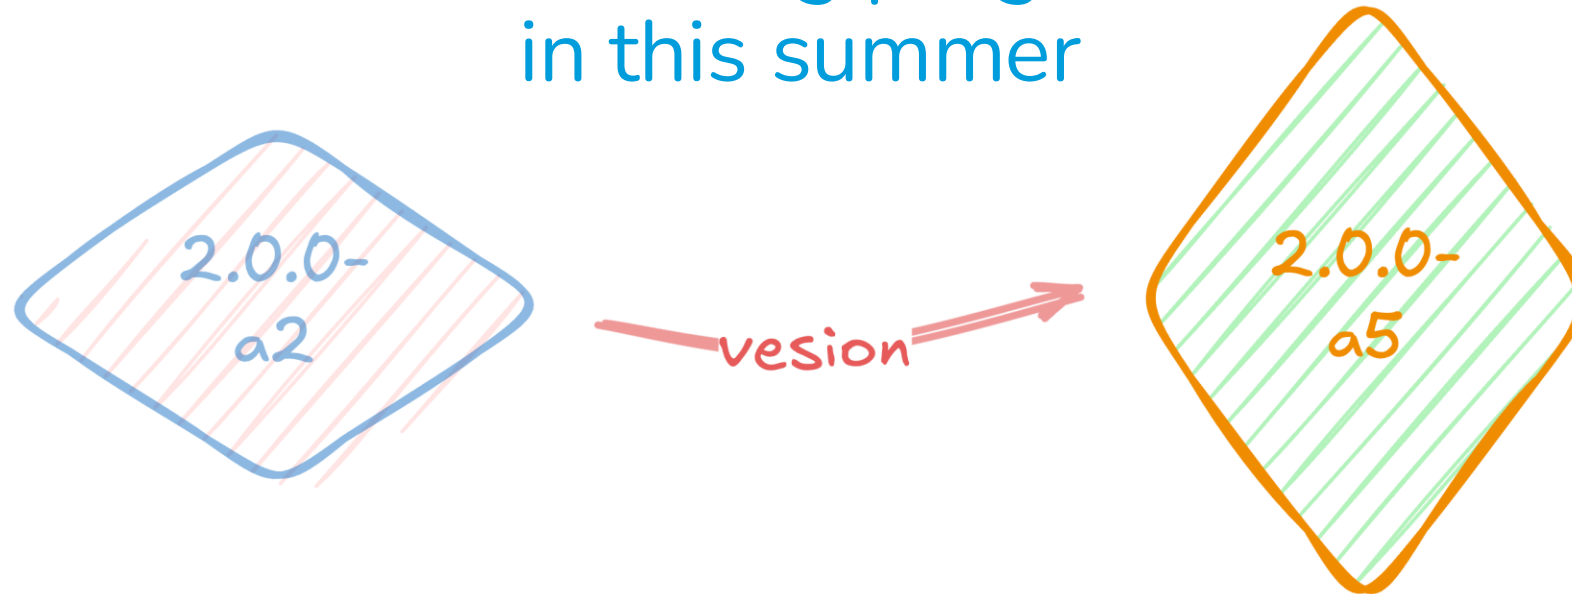 in this summer
2.0.0-
a2
vesion
2.0.0-
a5